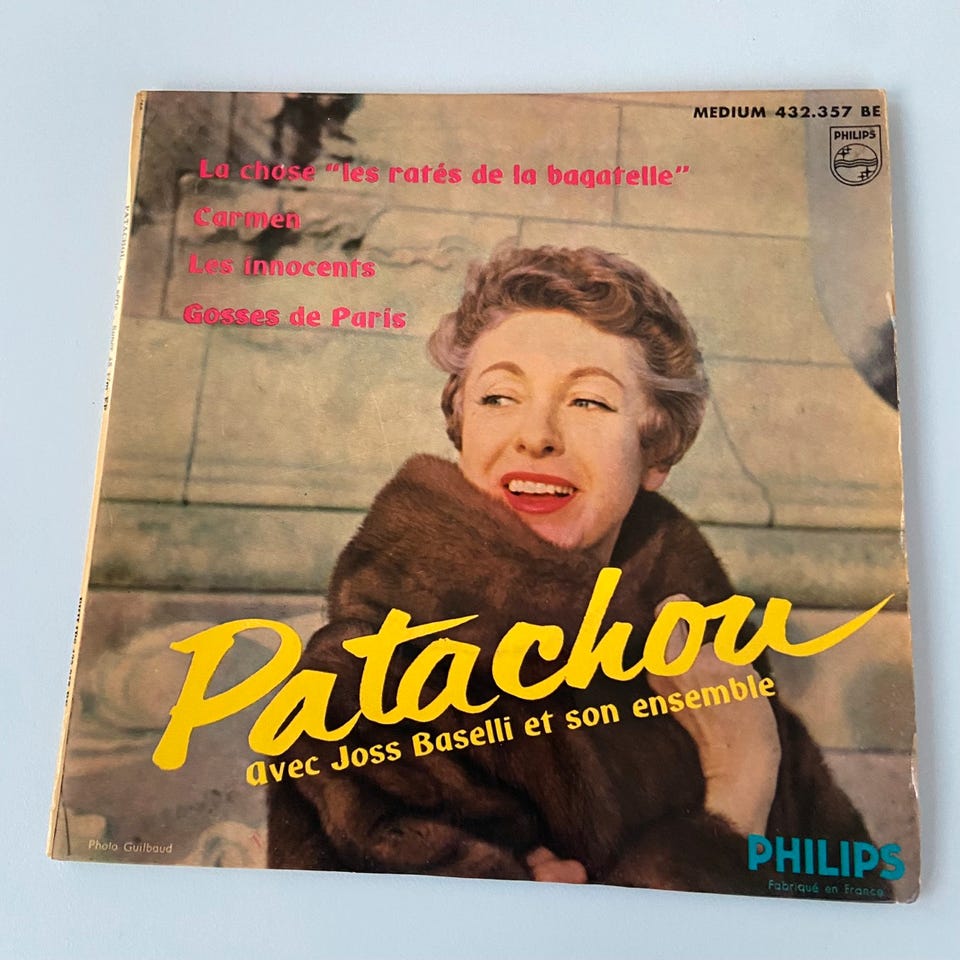 MEDIUM 432.357 BE
PHILIPS
La chose "les ratés de la bagatelle"
Carmen
Les innocents
Gosses de Paris
Patachou
avec Joss Baselli et son ensemble
Photo Guilbaud
PHILIPS
Fabriqué en France
PATACHOU